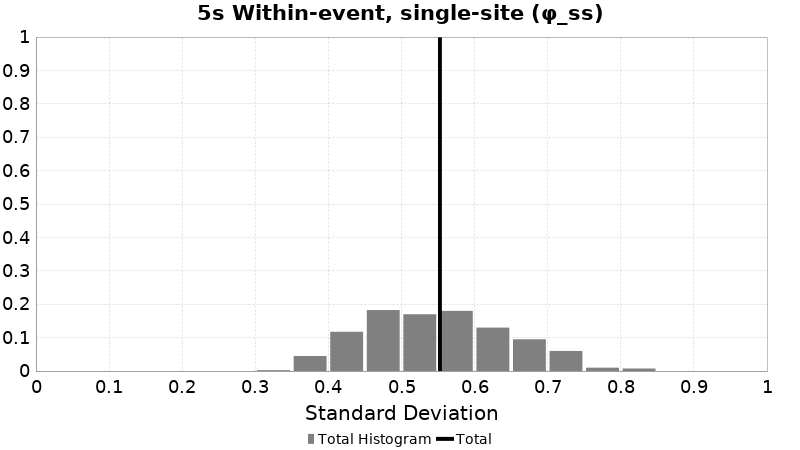 5s Within-event, single-site (φ_ss)
1
0.9
0.8
0.7
0.6
0.5
0.4
0.3
0.2
0.1
0
0 0.1 0.2 0.3 0.4 0.5 0.6 0.7 0.8 0.9 1
Standard Deviation
Total Histogram Total